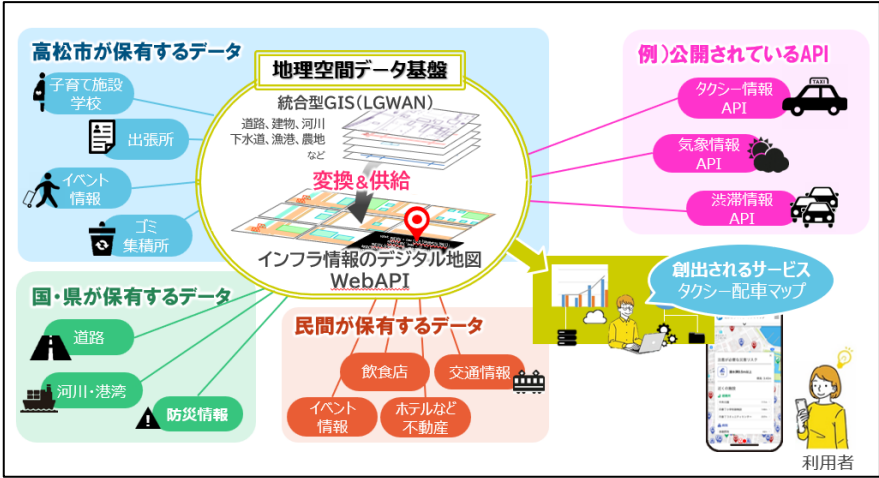 高松市が保有するデータ
子育て施設
学校
出張所
イベント
情報
ゴミ
集積所
地理空間データ基盤
統合型GIS(LGWAN)
道路、建物、河川
下水道、漁港、農地
など
変換&供給
インフラ情報のデジタル地図
WebAPI
例)公開されているAPI
タクシー情報
API
TAXI
気象情報
API
渋滞情報
API
国・県が保有するデータ
道路
河川・港湾
防災情報
民間が保有するデータ
飲食店
交通情報
イベント
情報
ホテルなど
不動産
創出されるサービス
タクシー配車マップ
利用者